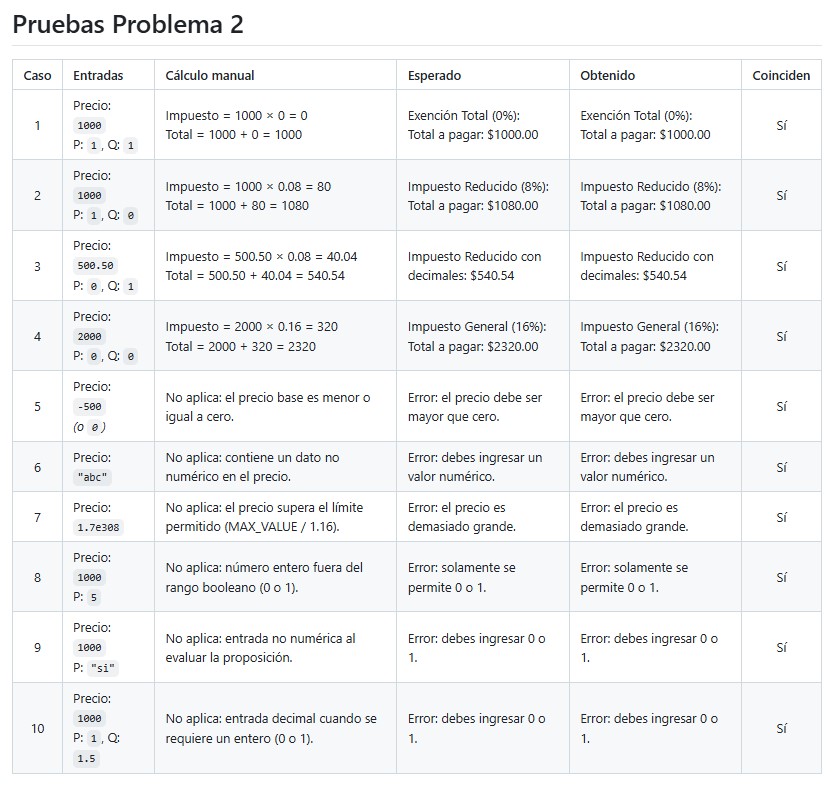 Pruebas Problema 2
Caso Entradas Cálculo manual Esperado Obtenido Coinciden
1
Precio:
1000
P: 1, Q: 1
Impuesto = 1000 × 0 = 0
Total = 1000 + 0 = 1000
Exención Total (0%):
Total a pagar: $1000.00
Exención Total (0%):
Total a pagar: $1000.00
Sí
2
Precio:
1000
P: 1, Q: 0
Impuesto = 1000 × 0.08 = 80
Total = 1000 + 80 = 1080
Impuesto Reducido (8%):
Total a pagar: $1080.00
Impuesto Reducido (8%):
Total a pagar: $1080.00
Sí
3
Precio:
500.50
P: 0, Q: 1
Impuesto = 500.50 × 0.08 = 40.04
Total = 500.50 + 40.04 = 540.54
Impuesto Reducido con
decimales: $540.54
Impuesto Reducido con
decimales: $540.54
Sí
4
Precio:
2000
P: 0, Q: 0
Impuesto = 2000 × 0.16 = 320
Total = 2000 + 320 = 2320
Impuesto General (16%):
Total a pagar: $2320.00
Impuesto General (16%):
Total a pagar: $2320.00
Sí
5
Precio:
-500
(o 0)
No aplica: el precio base es menor o
igual a cero.
Error: el precio debe ser
mayor que cero.
Error: el precio debe ser
mayor que cero.
Sí
6
Precio:
"abc"
No aplica: contiene un dato no
numérico en el precio.
Error: debes ingresar un
valor numérico.
Error: debes ingresar un
valor numérico.
Sí
7
Precio:
1.7e308
No aplica: el precio supera el límite
permitido (MAX_VALUE / 1.16).
Error: el precio es
demasiado grande.
Error: el precio es
demasiado grande.
Sí
8
Precio:
1000
P: 5
No aplica: número entero fuera del
rango booleano (0 o 1).
Error: solamente se
permite 0 o 1.
Error: solamente se
permite 0 o 1.
Sí
9
Precio:
1000
P: "si"
No aplica: entrada no numérica al
evaluar la proposición.
Error: debes ingresar 0 o
1.
Error: debes ingresar 0 o
1.
Sí
10
Precio:
1000
P: 1, Q:
1.5
No aplica: entrada decimal cuando se
requiere un entero (0 o 1).
Error: debes ingresar 0 o
1.
Error: debes ingresar 0 o
1.
Sí